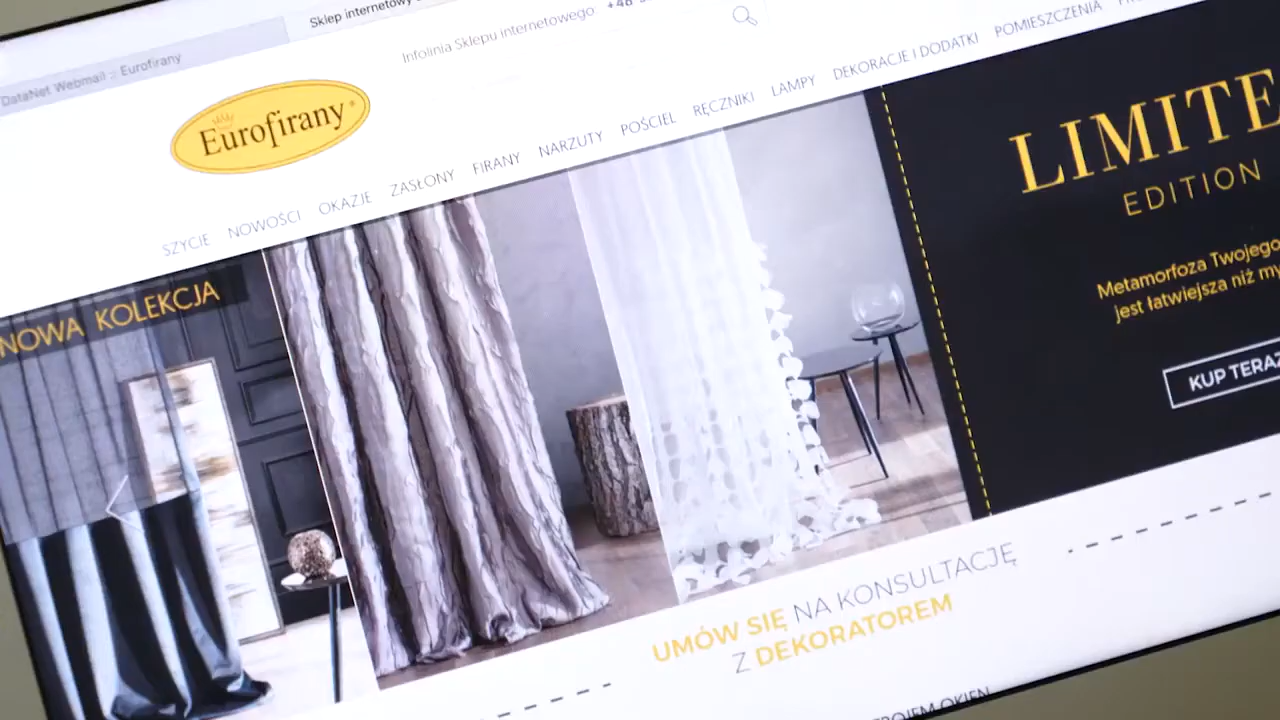 Sklep internetowy
DataNet Webmail :: Eurofirany
Infolinia Sklepu internetowego +48
Eurofirany®
SZYCIE NOWOŚCI OKAZJE ZASŁONY FIRANY NARZUTY POŚCIEL RĘCZNIKI LAMPY DEKORACJE I DODATKI POMIESZCZENIA
NOWA KOLEKCJA
LIMITE
EDITION
Metamorfoza Twojego
jest łatwiejsza niż my
KUP TERAZ
UMÓW SIĘ NA KONSULTACJĘ
Z DEKORATOREM
OKIEN